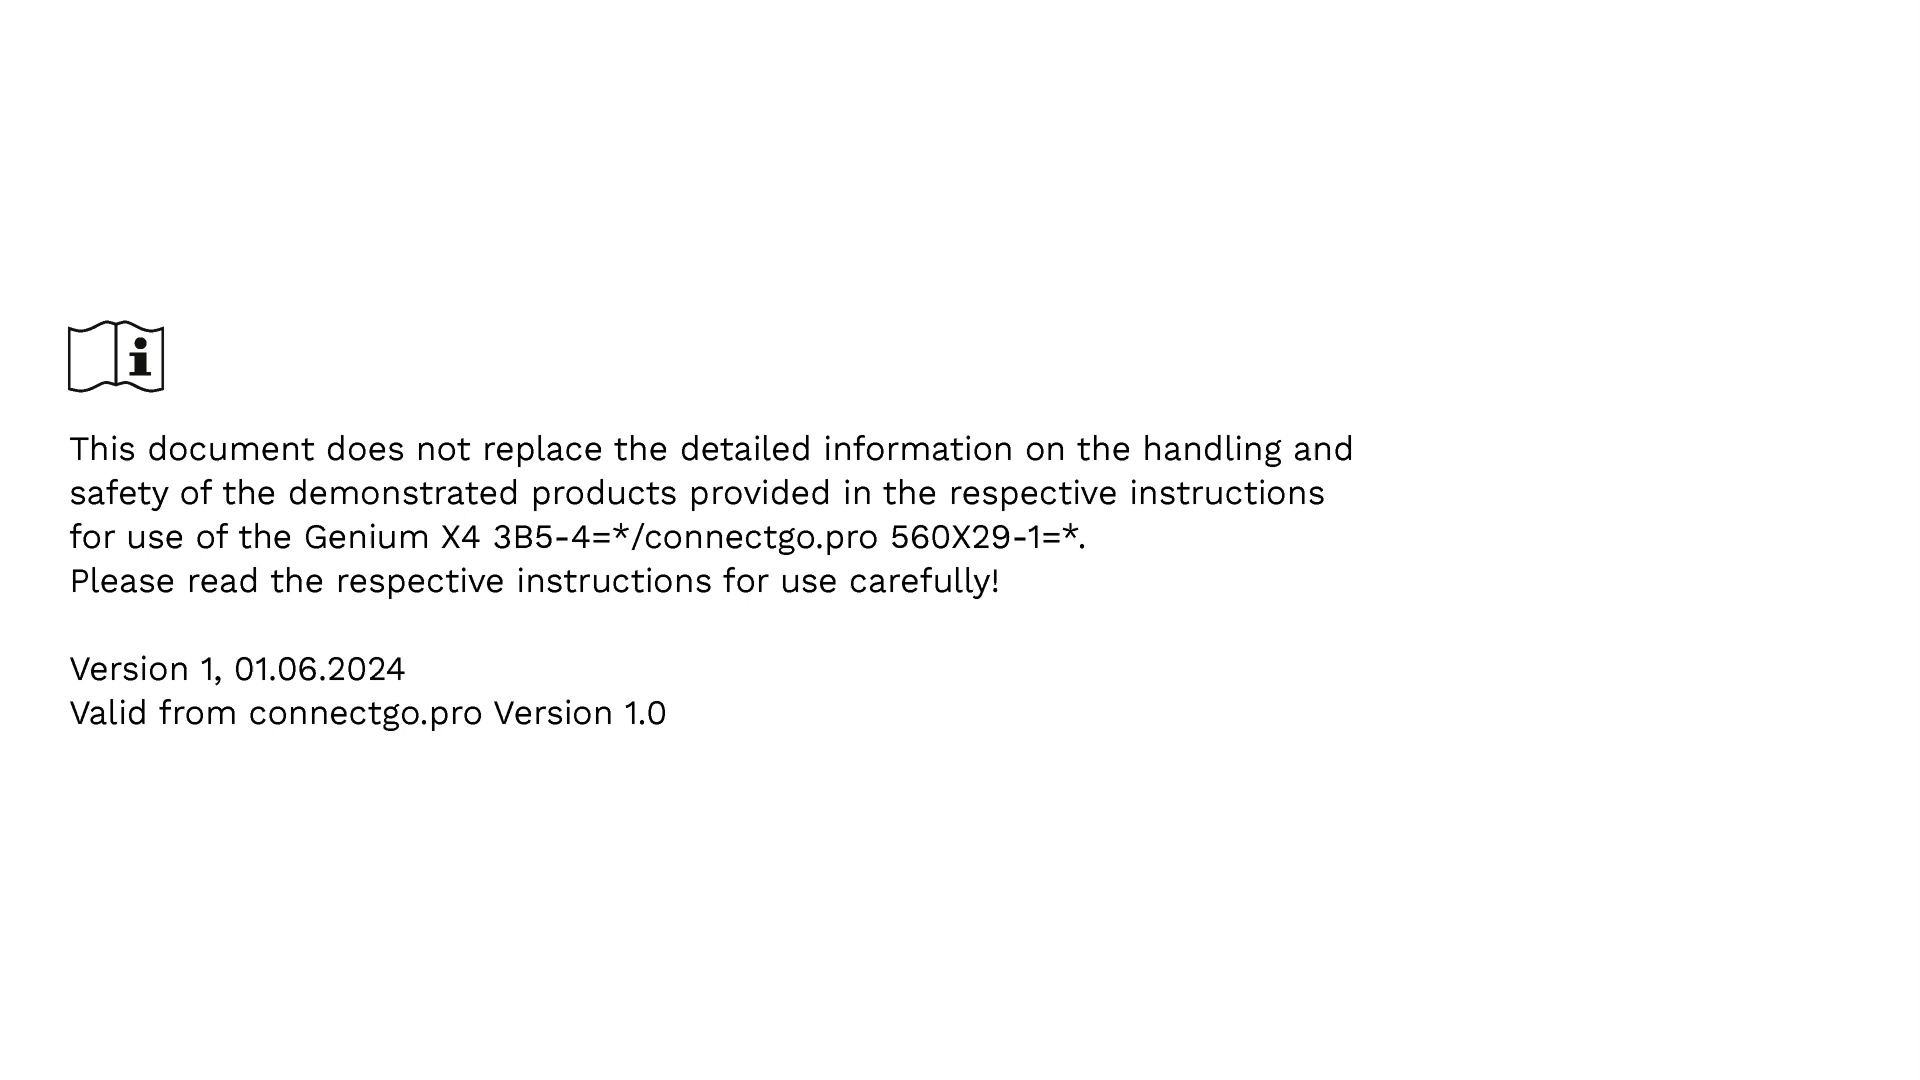 This document does not replace the detailed information on the handling and
safety of the demonstrated products provided in the respective instructions
for use of the Genium X4 3B5-4=*/connectgo.pro 560X29-1=*.
Please read the respective instructions for use carefully!
Version 1, 01.06.2024
Valid from connectgo.pro Version 1.0